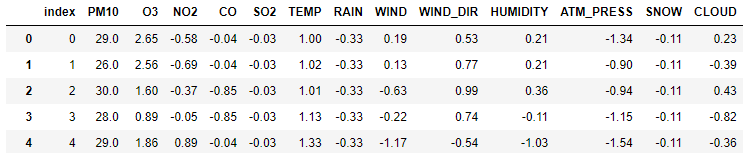 index PM10 O3 NO2 CO SO2 TEMP RAIN WIND WIND_DIR HUMIDITY ATM_PRESS SNOW CLOUD
0 0 29.0 2.65 -0.58 -0.04 -0.03 1.00 -0.33 0.19 0.53 0.21 -1.34 -0.11 0.23
1 1 26.0 2.56 -0.69 -0.04 -0.03 1.02 -0.33 0.13 0.77 0.21 -0.90 -0.11 -0.39
2 2 30.0 1.60 -0.37 -0.85 -0.03 1.01 -0.33 -0.63 0.99 0.36 -0.94 -0.11 0.43
3 3 28.0 0.89 -0.05 -0.85 -0.03 1.13 -0.33 -0.22 0.74 -0.11 -1.15 -0.11 -0.82
4 4 29.0 1.86 0.89 -0.04 -0.03 1.33 -0.33 -1.17 -0.54 -1.03 -1.54 -0.11 -0.36